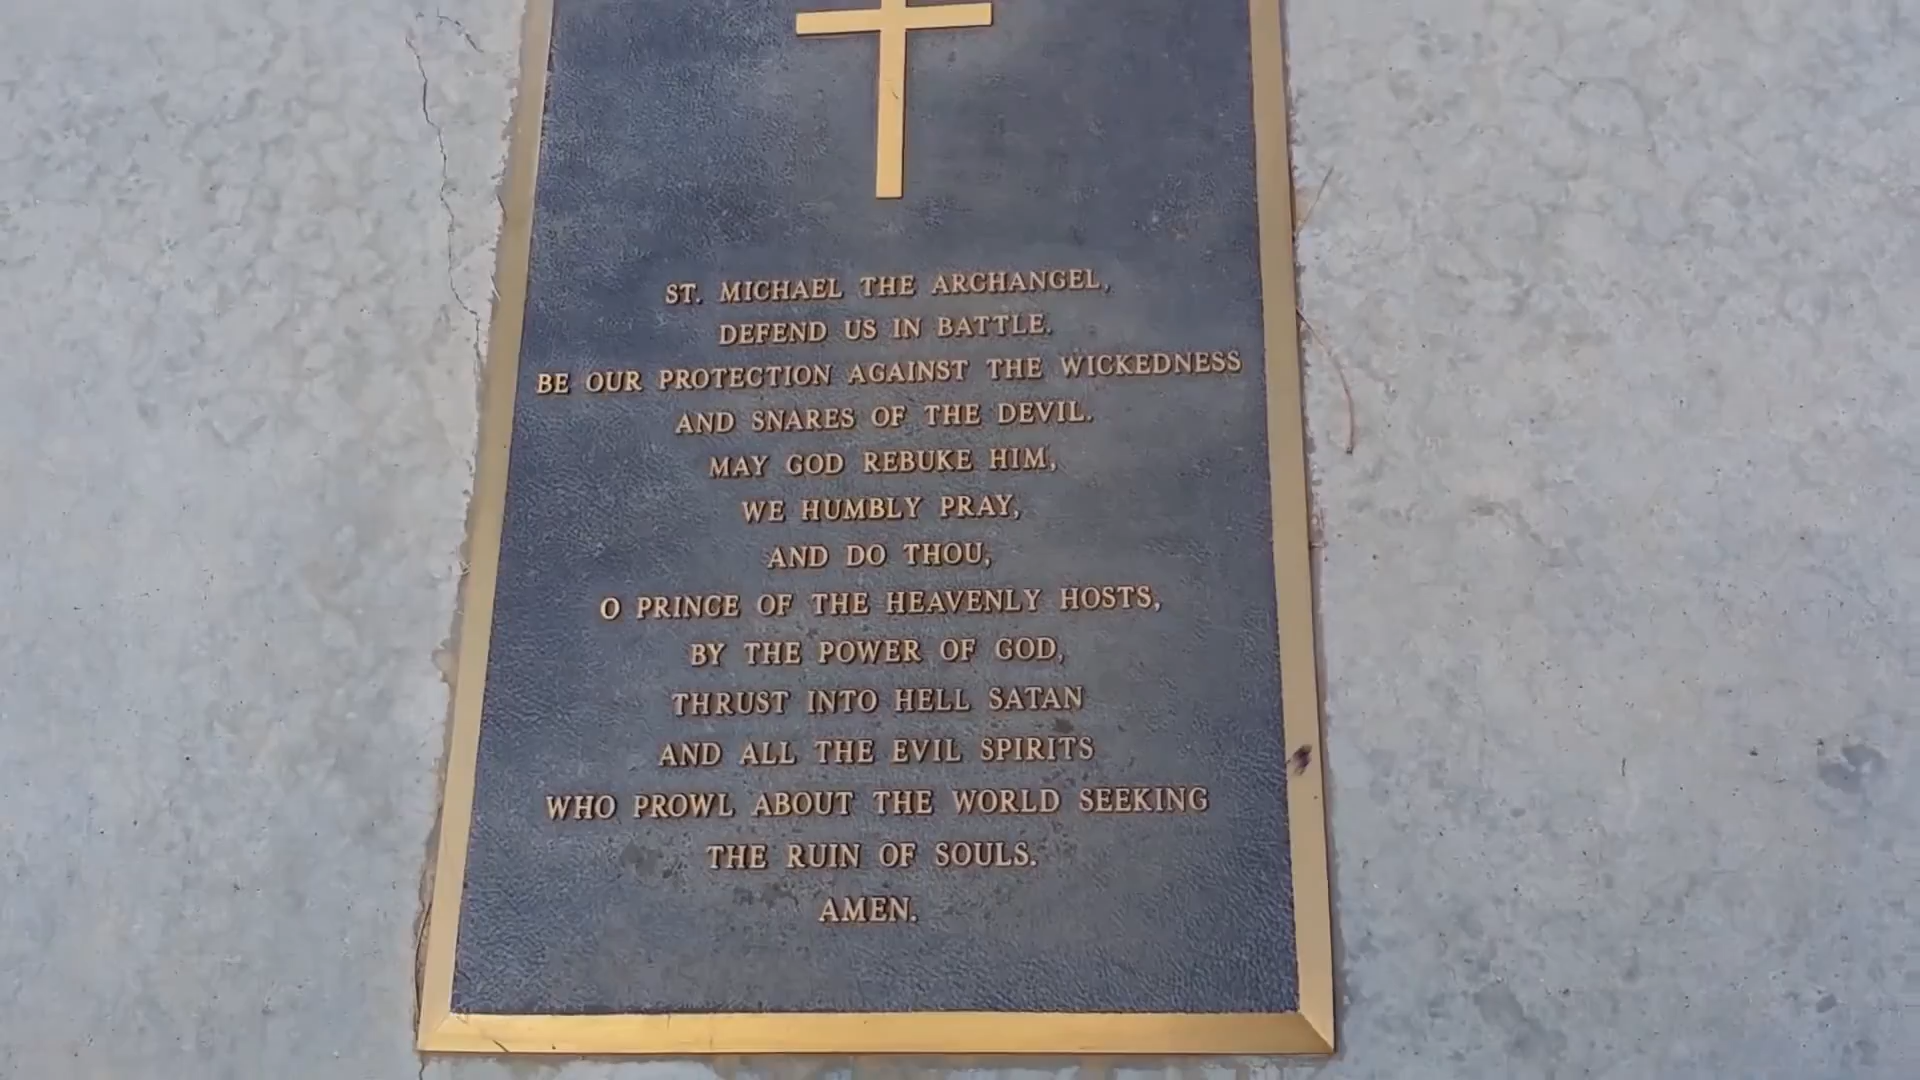 ST. MICHAEL THE ARCHANGEL,
DEFEND US IN BATTLE.
BE OUR PROTECTION AGAINST THE WICKEDNESS
AND SNARES OF THE DEVIL.
MAY GOD REBUKE HIM,
WE HUMBLY PRAY,
AND DO THOU,
O PRINCE OF THE HEAVENLY HOSTS,
BY THE POWER OF GOD,
THRUST INTO HELL SATAN
AND ALL THE EVIL SPIRITS
WHO PROWL ABOUT THE WORLD SEEKING
THE RUIN OF SOULS.
AMEN.